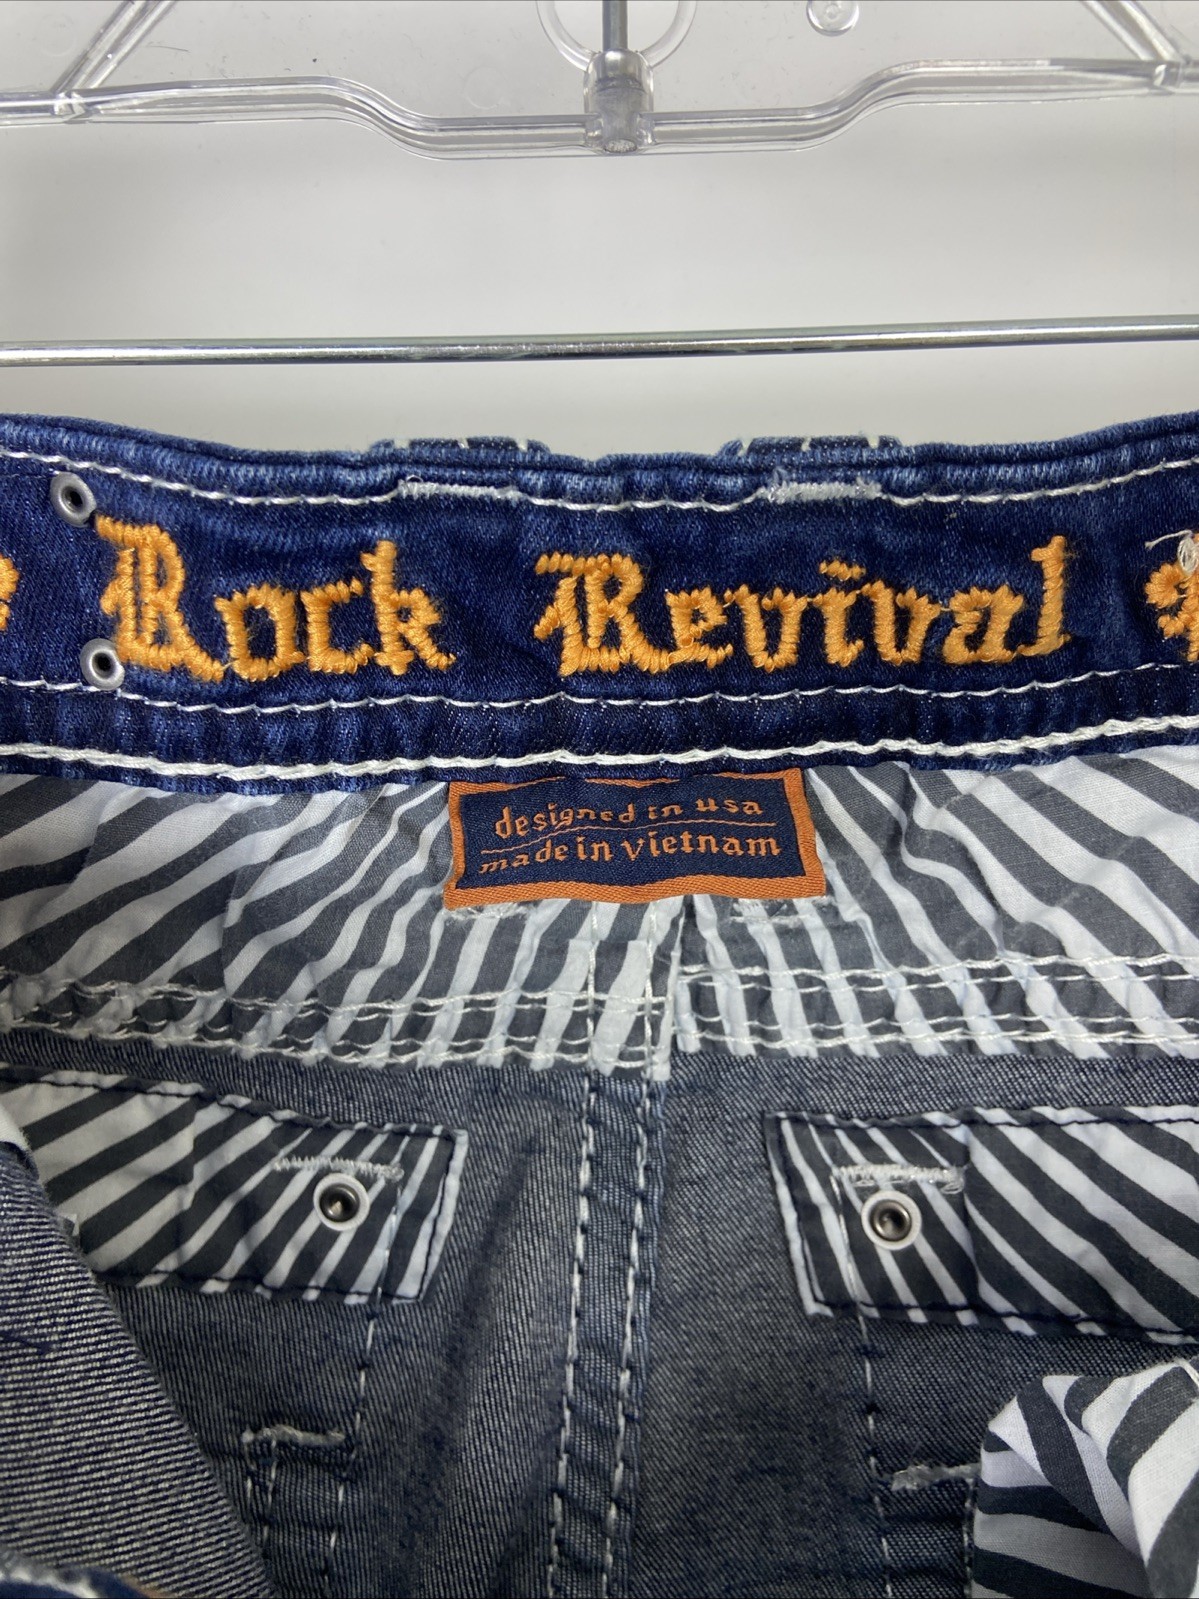 Rock Revival
designed in usa
made in vietnam